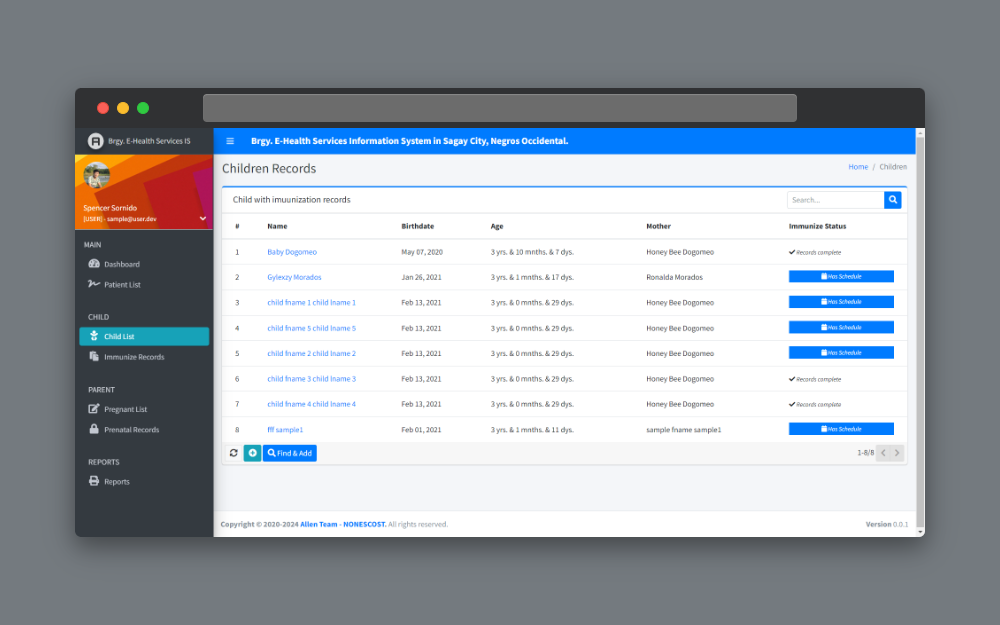 Brgy. E-Health Services IS
Spencer Sornido
[USER] - sample@user.dev
MAIN
Dashboard
Patient List
CHILD
Child List
Immunize Records
PARENT
Pregnant List
Prenatal Records
REPORTS
Reports
Brgy. E-Health Services Information System in Sagay City, Negros Occidental.
Children Records
Home / Children
Child with imuunization records
Search...
# Name Birthdate Age Mother Immunize Status
1 Baby Dogomeo May 07, 2020 3 yrs. & 10 mnths. & 7 dys. Honey Bee Dogomeo Records complete
2 Gylexzy Morados Jan 26, 2021 3 yrs. & 1 mnths. & 17 dys. Ronalda Morados Has Schedule
3 child fname 1 child lname 1 Feb 13, 2021 3 yrs. & 0 mnths. & 29 dys. Honey Bee Dogomeo Has Schedule
4 child fname 5 child lname 5 Feb 13, 2021 3 yrs. & 0 mnths. & 29 dys. Honey Bee Dogomeo Has Schedule
5 child fname 2 child lname 2 Feb 13, 2021 3 yrs. & 0 mnths. & 29 dys. Honey Bee Dogomeo Has Schedule
6 child fname 3 child lname 3 Feb 13, 2021 3 yrs. & 0 mnths. & 29 dys. Honey Bee Dogomeo Records complete
7 child fname 4 child lname 4 Feb 13, 2021 3 yrs. & 0 mnths. & 29 dys. Honey Bee Dogomeo Records complete
8 fff sample1 Feb 01, 2021 3 yrs. & 1 mnths. & 11 dys. sample fname sample1 Has Schedule
Find & Add
1-8/8
Copyright © 2020-2024 Allen Team - NONESCOST. All rights reserved.
Version 0.0.1